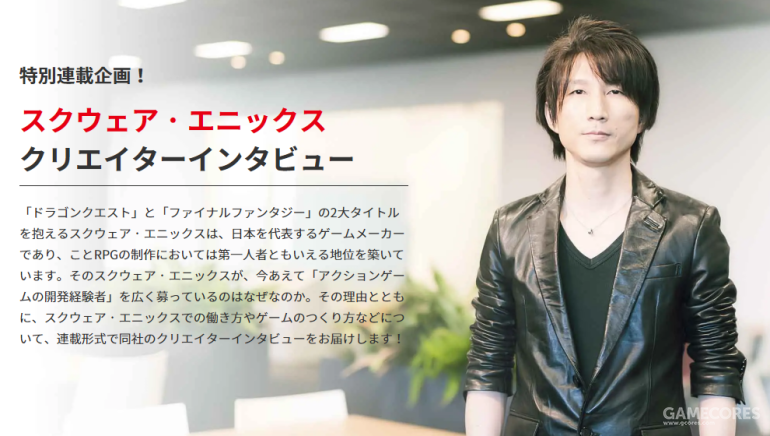 特別連載企画！
スクウェア・エニックス
クリエイターインタビュー
「ドラゴンクエスト」と「ファイナルファンタジー」の2大タイトル
を抱えるスクウェア・エニックスは、日本を代表するゲームメーカー
であり、ことRPGの制作においては第一人者ともいえる地位を築いて
います。そのスクウェア・エニックスが、今あえて「アクションゲー
ムの開発経験者」を広く募っているのはなぜなのか。その理由ととも
に、スクウェア・エニックスでの働き方やゲームのつくり方などにつ
いて、連載形式で同社のクリエイターインタビューをお届けします！
GAMECORES
www.gcores.com